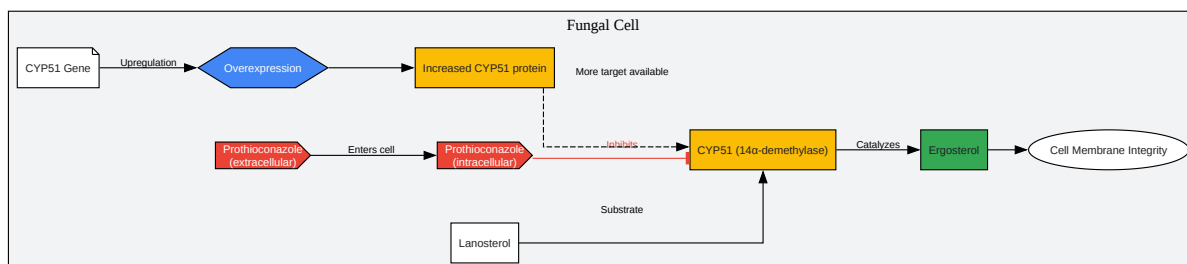 Fungal Cell
CYP51 Gene
Upregulation
Overexpression
Increased CYP51 protein
More target available
Prothioconazole
(extracellular)
Enters cell
Prothioconazole
(intracellular)
Inhibits
CYP51 (14α-demethylase)
Catalyzes
Ergosterol
Cell Membrane Integrity
Substrate
Lanosterol